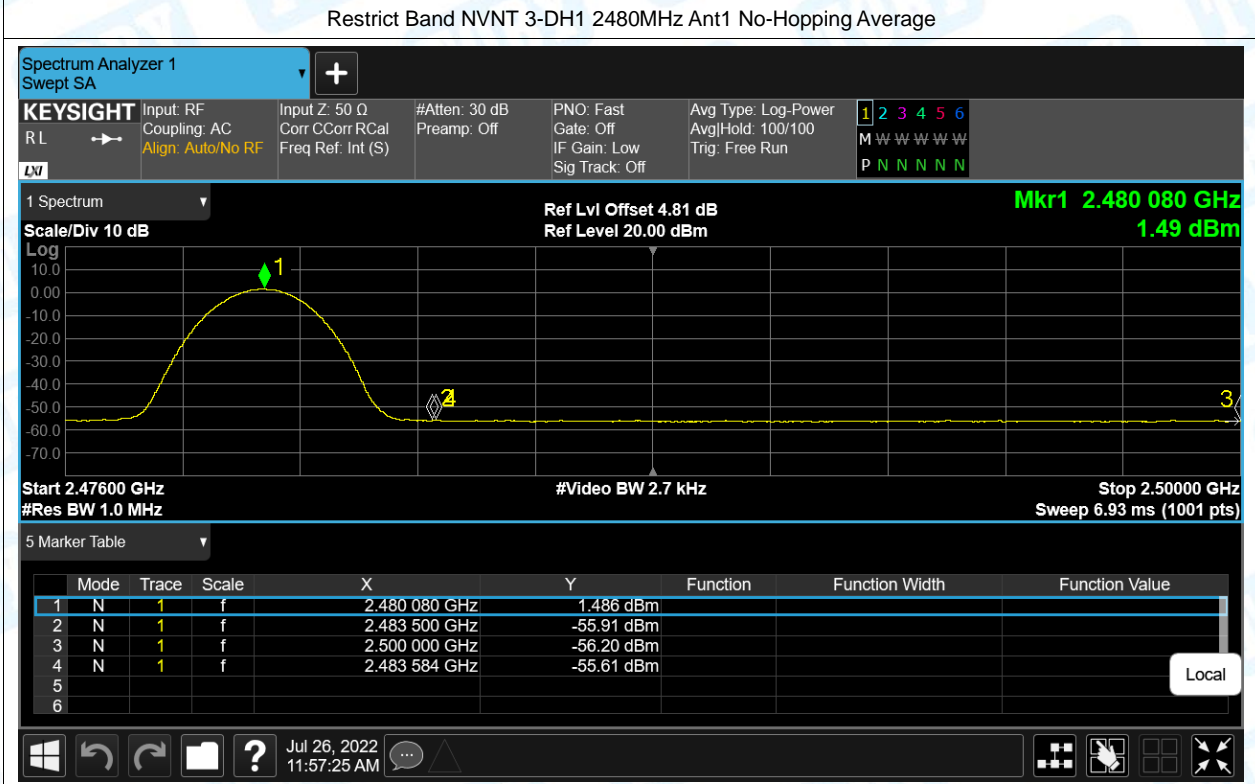 Restrict Band NVNT 3-DH1 2480MHz Ant1 No-Hopping Average
Spectrum Analyzer 1
Swept SA
+
KEYSIGHT Input: RF Input Z: 50 Ω #Atten: 30 dB PNO: Fast Avg Type: Log-Power 1 2 3 4 5 6
RL Coupling: AC Corr CCorr RCal Preamp: Off Gate: Off Avg|Hold: 100/100 M W W W W W
Align: Auto/No RF Freq Ref: Int (S) IF Gain: Low Trig: Free Run
LXI Sig Track: Off P N N N N N
1 Spectrum
Ref Lvl Offset 4.81 dB Mkr1 2.480 080 GHz
Scale/Div 10 dB Ref Level 20.00 dBm 1.49 dBm
Log
10.0
0.00
-10.0
-20.0
-30.0
-40.0
-50.0
-60.0
-70.0
1
4
3
Start 2.47600 GHz #Video BW 2.7 kHz Stop 2.50000 GHz
#Res BW 1.0 MHz Sweep 6.93 ms (1001 pts)
5 Marker Table
Mode Trace Scale X Y Function Function Width Function Value
1 N 1 f 2.480 080 GHz 1.486 dBm
2 N 1 f 2.483 500 GHz -55.91 dBm
3 N 1 f 2.500 000 GHz -56.20 dBm
4 N 1 f 2.483 584 GHz -55.61 dBm
5
6
Local
? Jul 26, 2022
11:57:25 AM